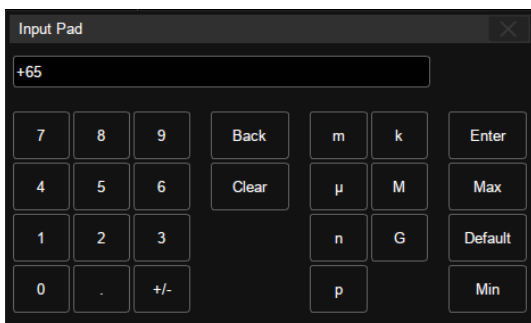 Input Pad
+65
7 8 9 Back m k Enter
4 5 6 Clear µ M Max
1 2 3 n G Default
0 . +/- p Min